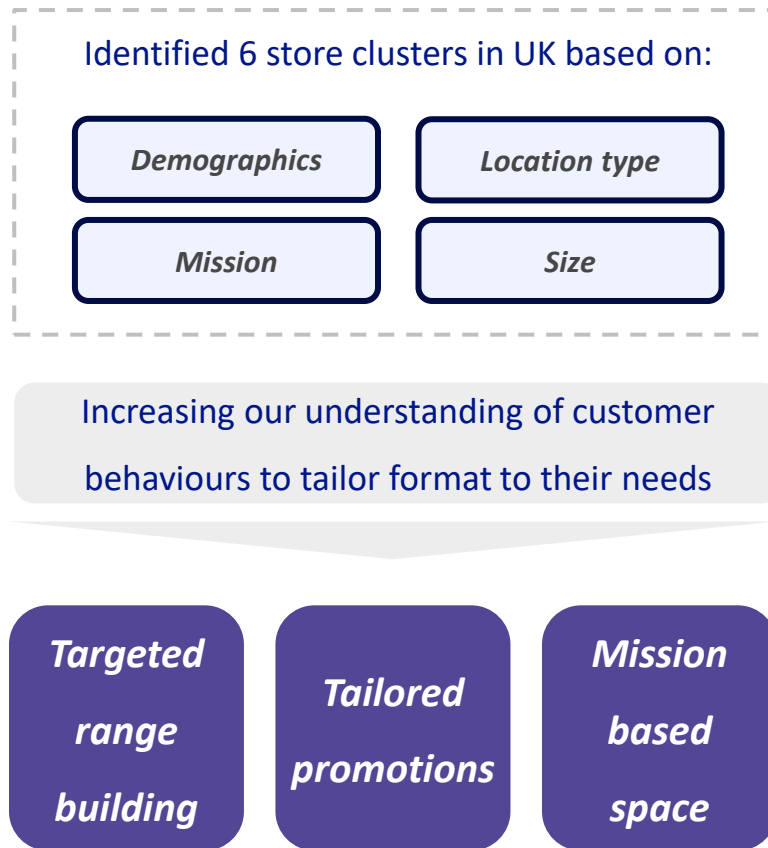 Identified 6 store clusters in UK based on:
Demographics
Location type
Mission
Size
Increasing our understanding of customer
behaviours to tailor format to their needs
Targeted
range
building
Tailored
promotions
Mission
based
space